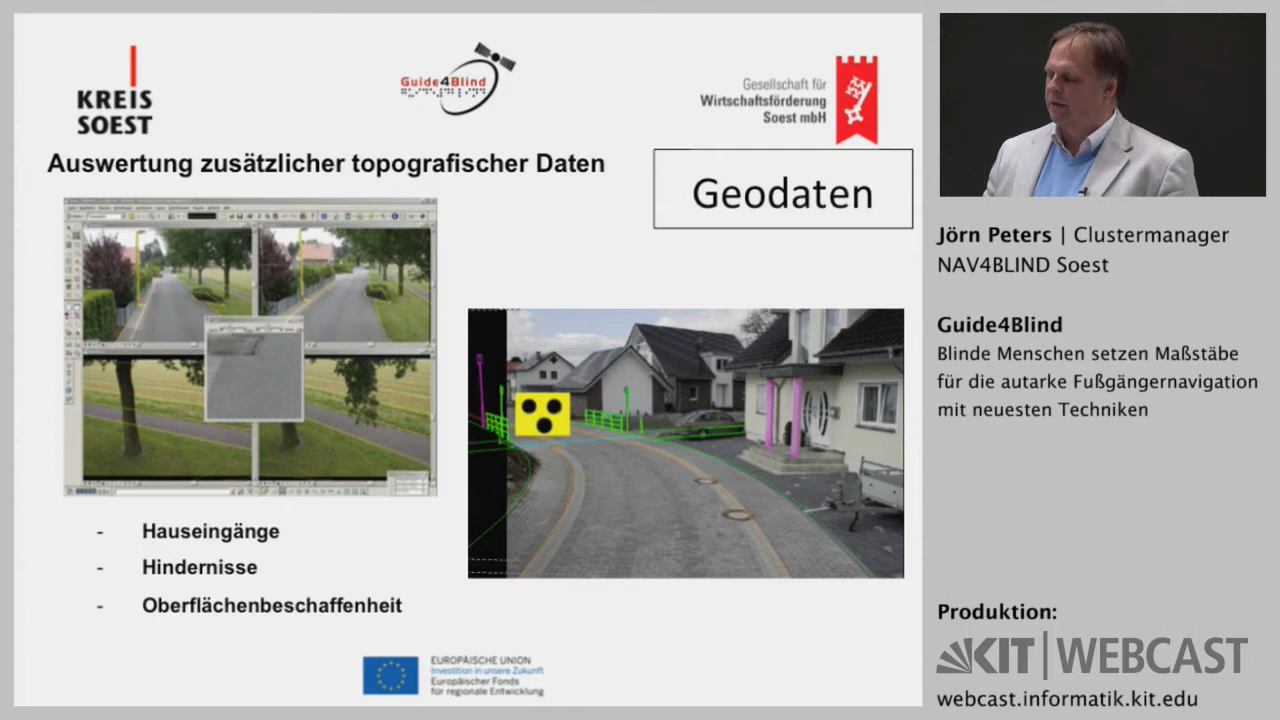 KREIS
SOEST
Guide4Blind
Gesellschaft für
Wirtschaftsförderung
Soest mbH
Auswertung zusätzlicher topografischer Daten
Geodaten
- Hauseingänge
- Hindernisse
- Oberflächenbeschaffenheit
EUROPÄISCHE UNION
Investition in unsere Zukunft
Europäischer Fonds
für regionale Entwicklung
Jörn Peters | Clustermanager
NAV4BLIND Soest
Guide4Blind
Blinde Menschen setzen Maßstäbe
für die autarke Fußgängernavigation
mit neuesten Techniken
Produktion:
KIT | WEBCAST
webcast.informatik.kit.edu